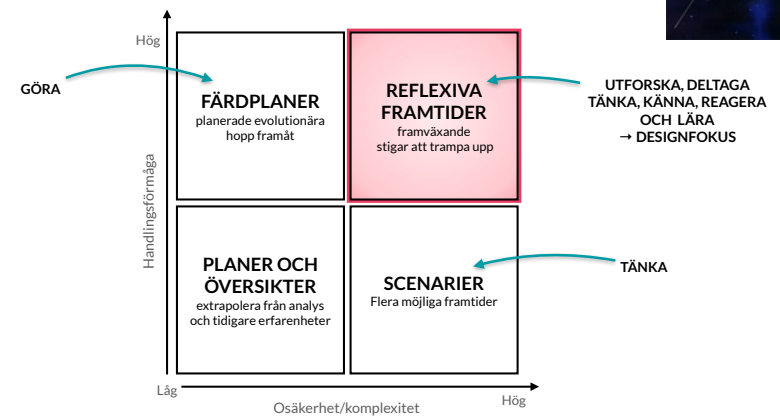 Hög
GÖRA
FÄRDPLANER
planerade evolutionära
hopp framåt
REFLEXIVA
FRAMTIDER
framväxande
stigar att trampa upp
UTFORSKA, DELTAGA
TÄNKA, KÄNNA, REAGERA
OCH LÄRA
→ DESIGNFOKUS
Handlingsförmåga
PLANER OCH
ÖVERSIKTER
extrapolera från analys
och tidigare erfarenheter
SCENARIER
Flera möjliga framtider
TÄNKA
Låg
Osäkerhet/komplexitet
Hög